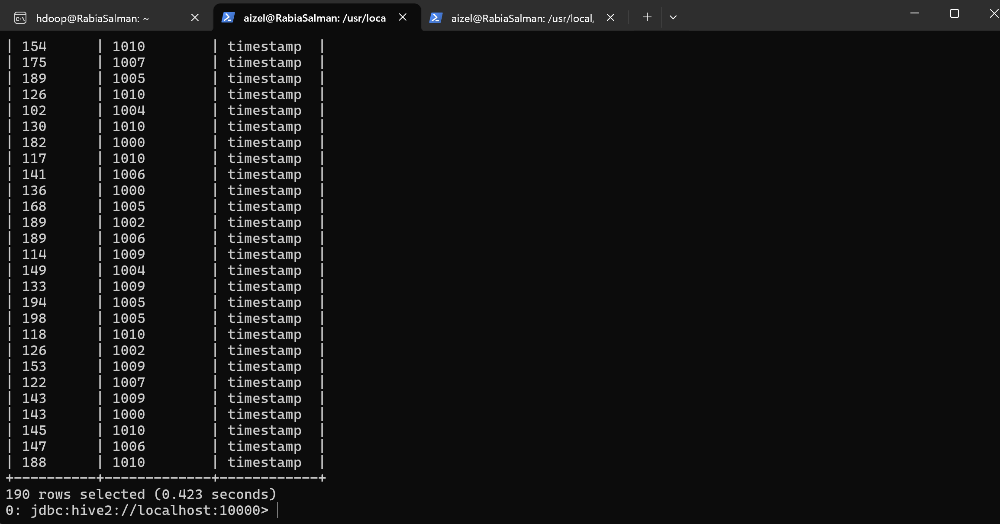 hdoop@RabiaSalman: ~
aizel@RabiaSalman: /usr/loca
aizel@RabiaSalman: /usr/local/
| 154 | 1010 | timestamp |
| 175 | 1007 | timestamp |
| 189 | 1005 | timestamp |
| 126 | 1010 | timestamp |
| 102 | 1004 | timestamp |
| 130 | 1010 | timestamp |
| 182 | 1000 | timestamp |
| 117 | 1010 | timestamp |
| 141 | 1006 | timestamp |
| 136 | 1000 | timestamp |
| 168 | 1005 | timestamp |
| 189 | 1002 | timestamp |
| 189 | 1006 | timestamp |
| 114 | 1009 | timestamp |
| 149 | 1004 | timestamp |
| 133 | 1009 | timestamp |
| 194 | 1005 | timestamp |
| 198 | 1005 | timestamp |
| 118 | 1010 | timestamp |
| 126 | 1002 | timestamp |
| 153 | 1009 | timestamp |
| 122 | 1007 | timestamp |
| 143 | 1009 | timestamp |
| 143 | 1000 | timestamp |
| 145 | 1010 | timestamp |
| 147 | 1006 | timestamp |
| 188 | 1010 | timestamp |
+----------+-------------+------------+
190 rows selected (0.423 seconds)
0: jdbc:hive2://localhost:10000>